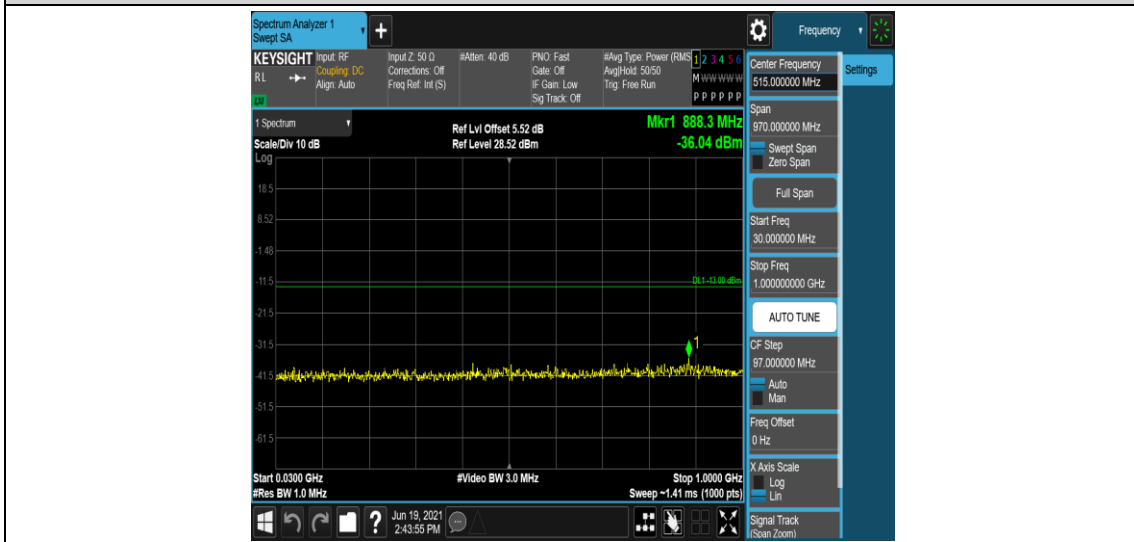 Spectrum Analyzer 1
Swept SA
+
Frequency
KEYSIGHT
RL
Input: RF
Coupling: DC
Align: Auto
Input Z: 50 Ω
Corrections: Off
Freq Ref: Int (S)
#Atten: 40 dB
PNO: Fast
Gate: Off
IF Gain: Low
Sig Track: Off
#Avg Type: Power (RMS
Avg|Hold: 50/50
Trig: Free Run
1 2 3 4 5 6
M W W W W W
P P P P P P
1 Spectrum
Scale/Div 10 dB
Ref Lvl Offset 5.52 dB
Ref Level 28.52 dBm
Mkr1 888.3 MHz
-36.04 dBm
Log
18.5
8.52
-1.48
-11.5
DL1 -13.00 dBm
-21.5
-31.5
1
-41.5
-51.5
-61.5
Start 0.0300 GHz
#Res BW 1.0 MHz
#Video BW 3.0 MHz
Stop 1.0000 GHz
Sweep ~1.41 ms (1000 pts)
Jun 19, 2021
2:43:55 PM
Center Frequency
515.000000 MHz
Settings
Span
970.000000 MHz
Swept Span
Zero Span
Full Span
Start Freq
30.000000 MHz
Stop Freq
1.000000000 GHz
AUTO TUNE
CF Step
97.000000 MHz
Auto
Man
Freq Offset
0 Hz
X Axis Scale
Log
Lin
Signal Track
(Span Zoom)